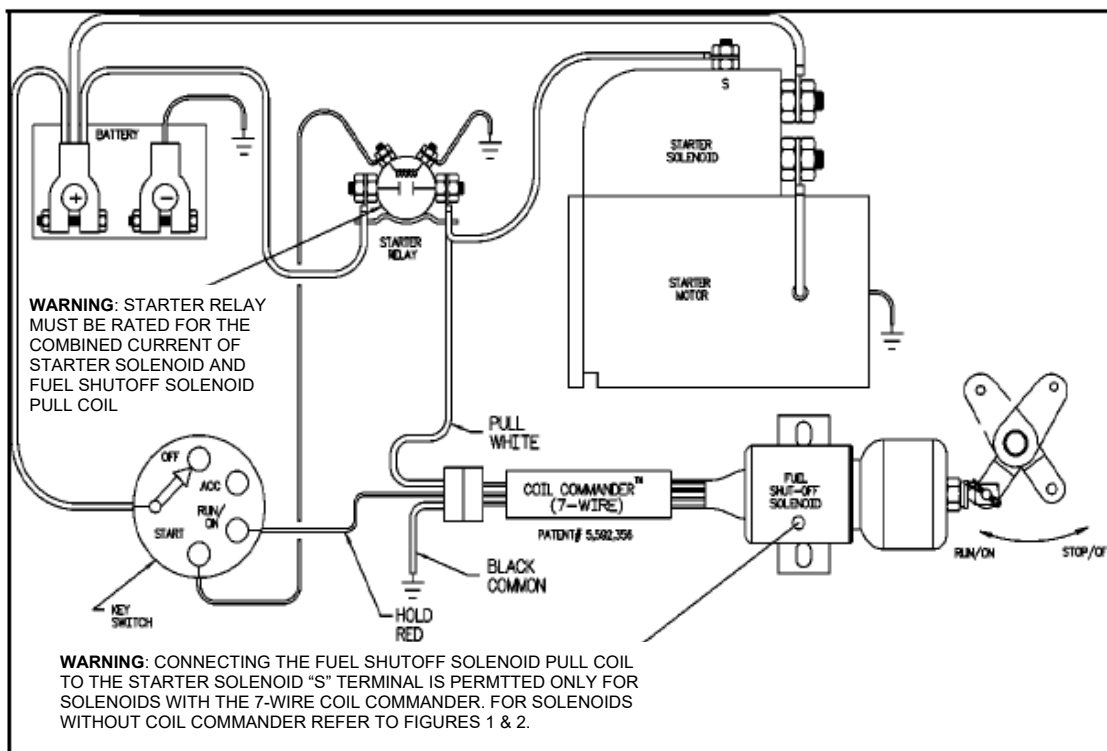 BATTERY
+
−
S
STARTER
SOLENOID
STARTER
RELAY
STARTER
MOTOR
WARNING: STARTER RELAY
MUST BE RATED FOR THE
COMBINED CURRENT OF
STARTER SOLENOID AND
FUEL SHUTOFF SOLENOID
PULL COIL
PULL
WHITE
OFF
ACC
RUN/
ON
START
COIL COMMANDER™
(7-WIRE)
PATENT# 5,592,356
FUEL
SHUT-OFF
SOLENOID
RUN/ON
STOP/OF
BLACK
COMMON
KEY
SWITCH
HOLD
RED
WARNING: CONNECTING THE FUEL SHUTOFF SOLENOID PULL COIL
TO THE STARTER SOLENOID “S” TERMINAL IS PERMTTED ONLY FOR
SOLENOIDS WITH THE 7-WIRE COIL COMMANDER. FOR SOLENOIDS
WITHOUT COIL COMMANDER REFER TO FIGURES 1 & 2.